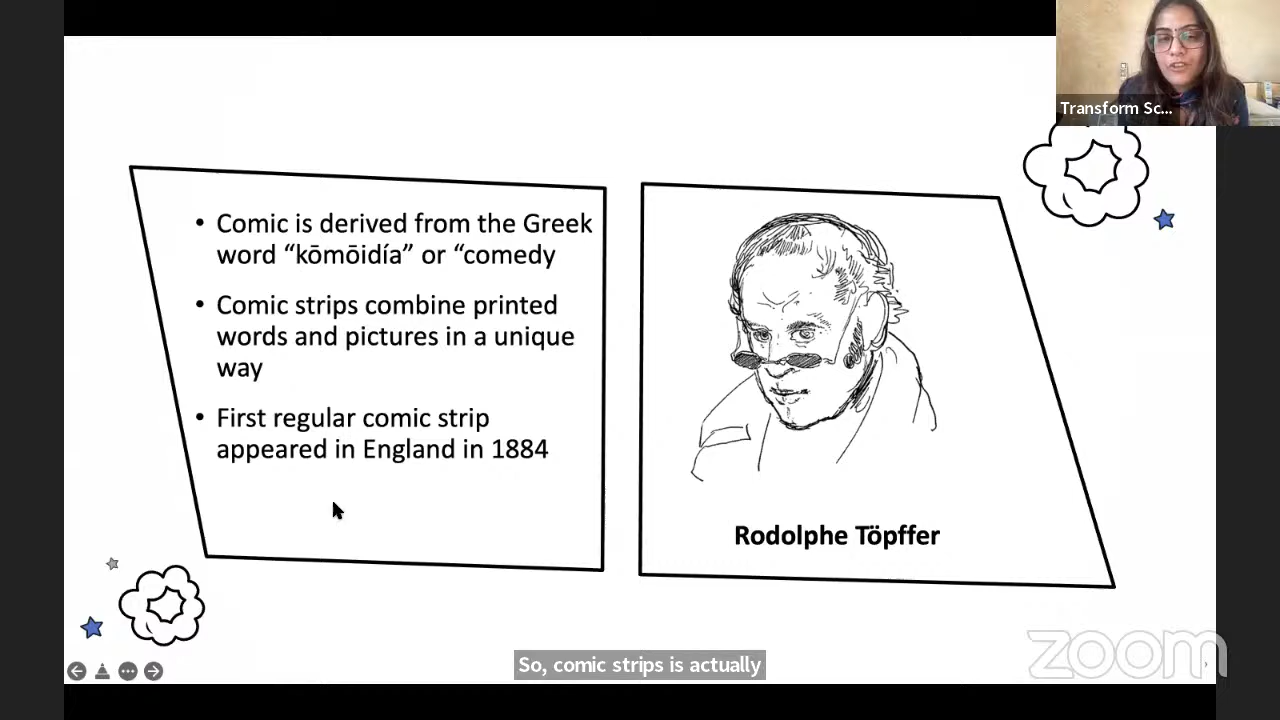 Transform Sc...
• Comic is derived from the Greek
word “kōmōidía” or “comedy
• Comic strips combine printed
words and pictures in a unique
way
• First regular comic strip
appeared in England in 1884
Rodolphe Töpffer
So, comic strips is actually
zoom